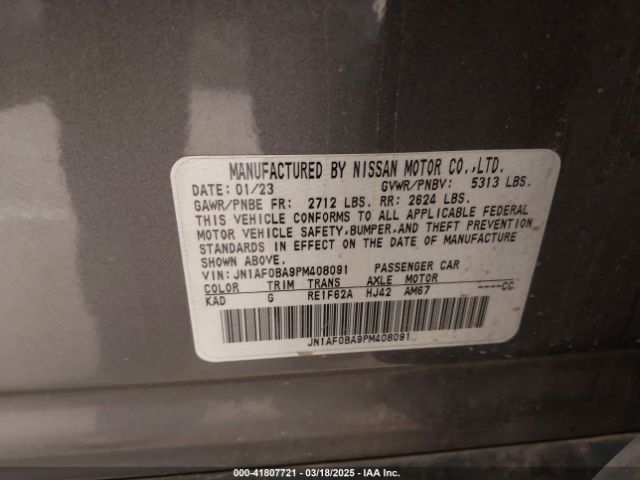 MANUFACTURED BY NISSAN MOTOR CO.,LTD.
DATE: 01/23 GVWR/PNBV: 5313 LBS.
GAWR/PNBE FR: 2712 LBS. RR: 2624 LBS.
THIS VEHICLE CONFORMS TO ALL APPLICABLE FEDERAL
MOTOR VEHICLE SAFETY,BUMPER,AND THEFT PREVENTION
STANDARDS IN EFFECT ON THE DATE OF MANUFACTURE
SHOWN ABOVE.
VIN:JN1AF0BA9PM408091 PASSENGER CAR
COLOR TRIM TRANS AXLE MOTOR
KAD G RE1F62A HJ42 AM67 ----CC
JN1AF0BA9PM408091
000-41807721 - 03/18/2025 - IAA Inc.